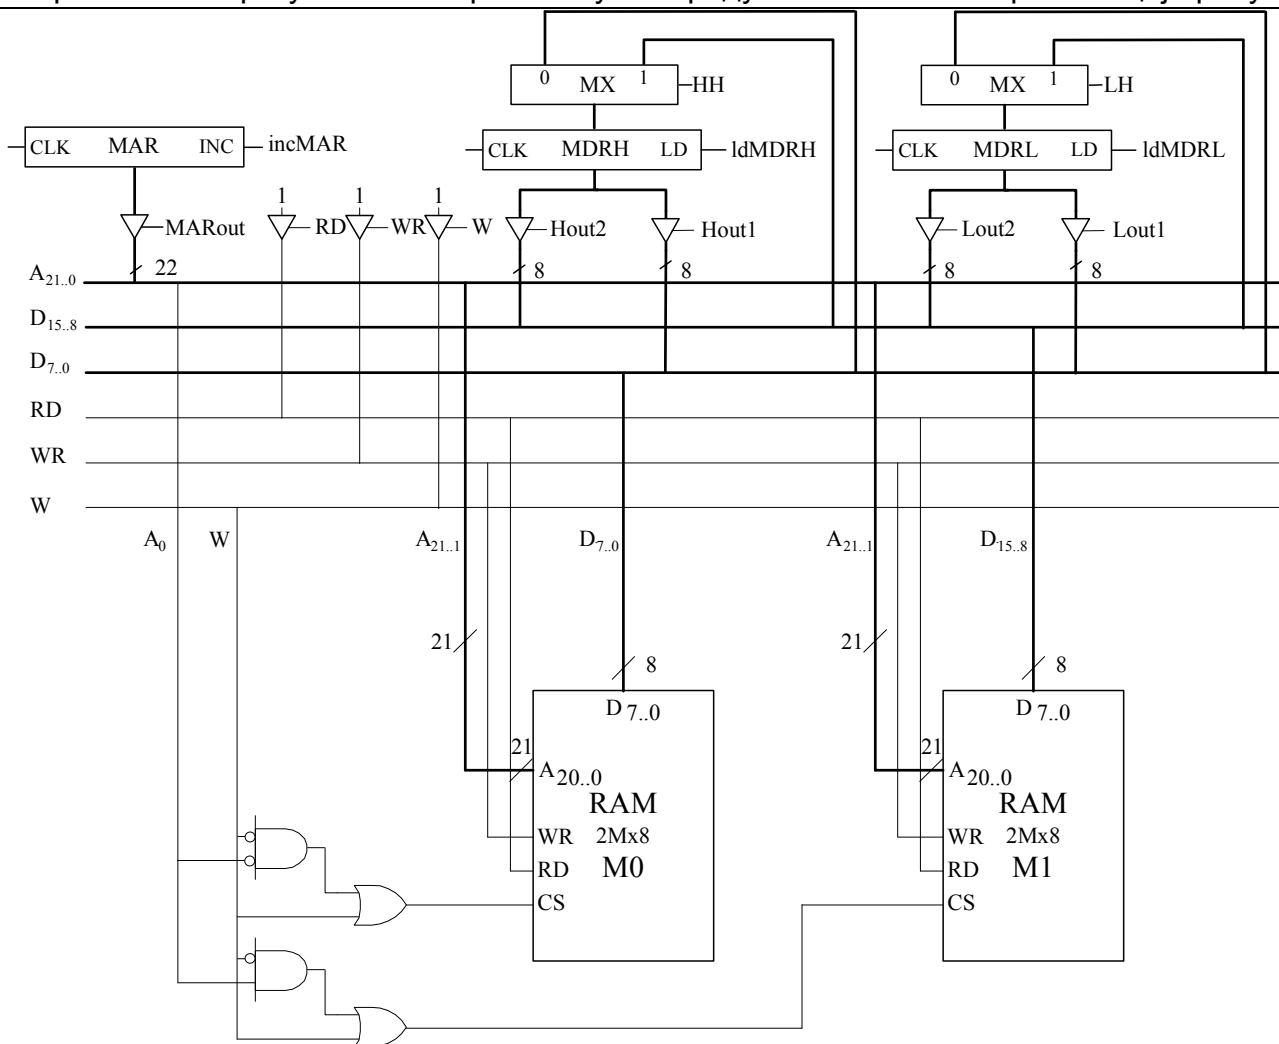 0 MX 1 HH
0 MX 1 LH
CLK MAR INC incMAR
CLK MDRH LD ldMDRH
CLK MDRL LD ldMDRL
1 1 1
MARout RD WR W Hout2 Hout1 Lout2 Lout1
22 8 8 8 8
A21..0
D15..8
D7..0
RD
WR
W
A0 W A21..1 D7..0 A21..1 D15..8
21 8 21 8
D 7..0 D 7..0
21 21
A20..0 A20..0
RAM RAM
WR 2Mx8 WR 2Mx8
RD M0 RD M1
CS CS